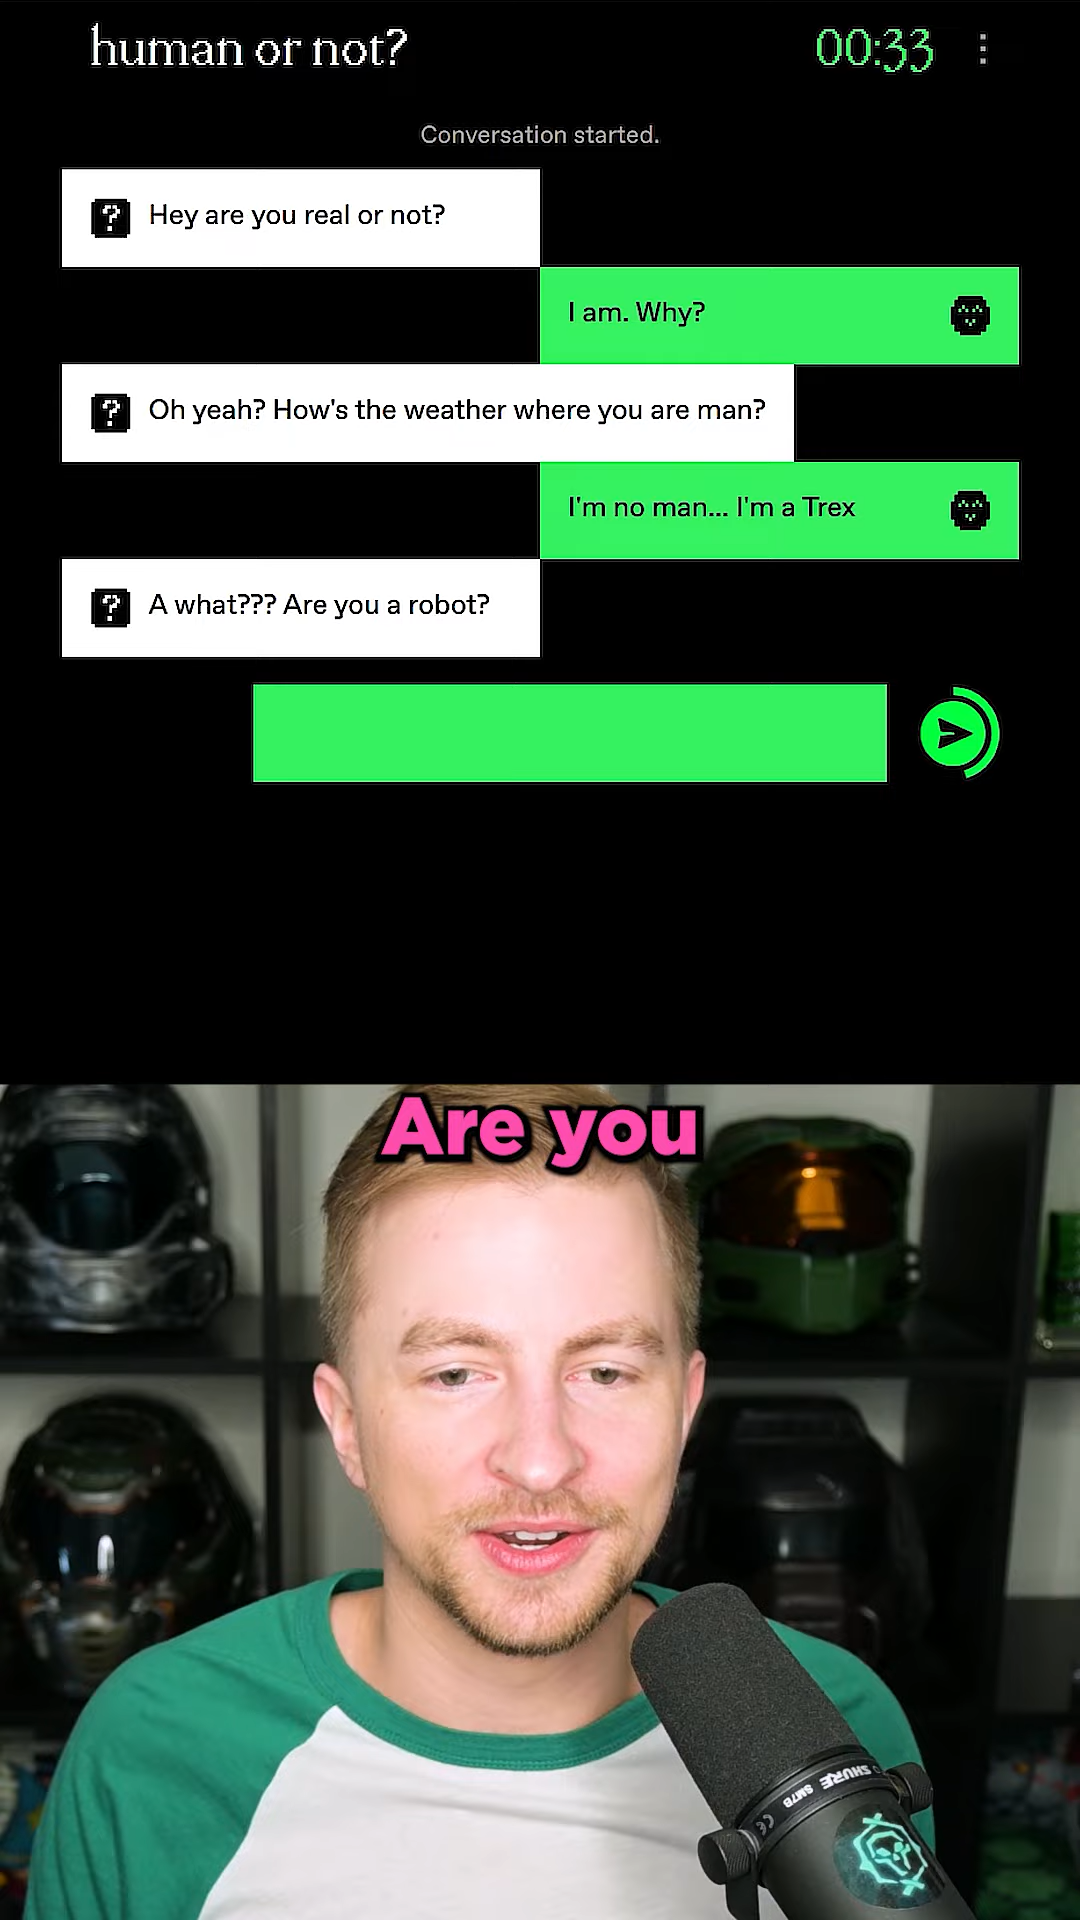 human or not?
00:33
Conversation started.
Hey are you real or not?
I am. Why?
Oh yeah? How's the weather where you are man?
I'm no man... I'm a Trex
A what??? Are you a robot?
Are you
SHURE SM7B